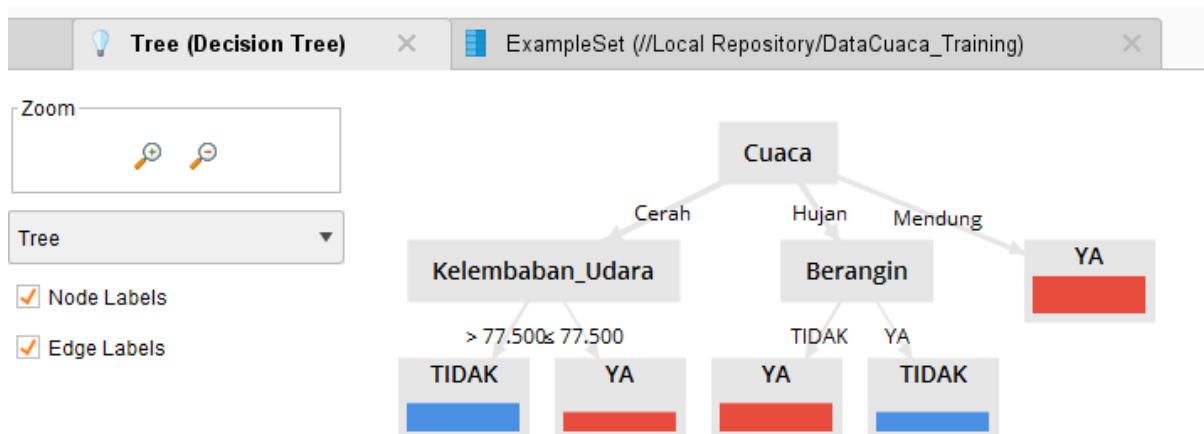 Tree (Decision Tree)
ExampleSet (//Local Repository/DataCuaca_Training)
Zoom
Tree
Node Labels
Edge Labels
Cuaca
Cerah
Hujan
Mendung
Kelembaban_Udara
Berangin
YA
> 77.500
≤ 77.500
TIDAK
YA
TIDAK
YA
YA
TIDAK